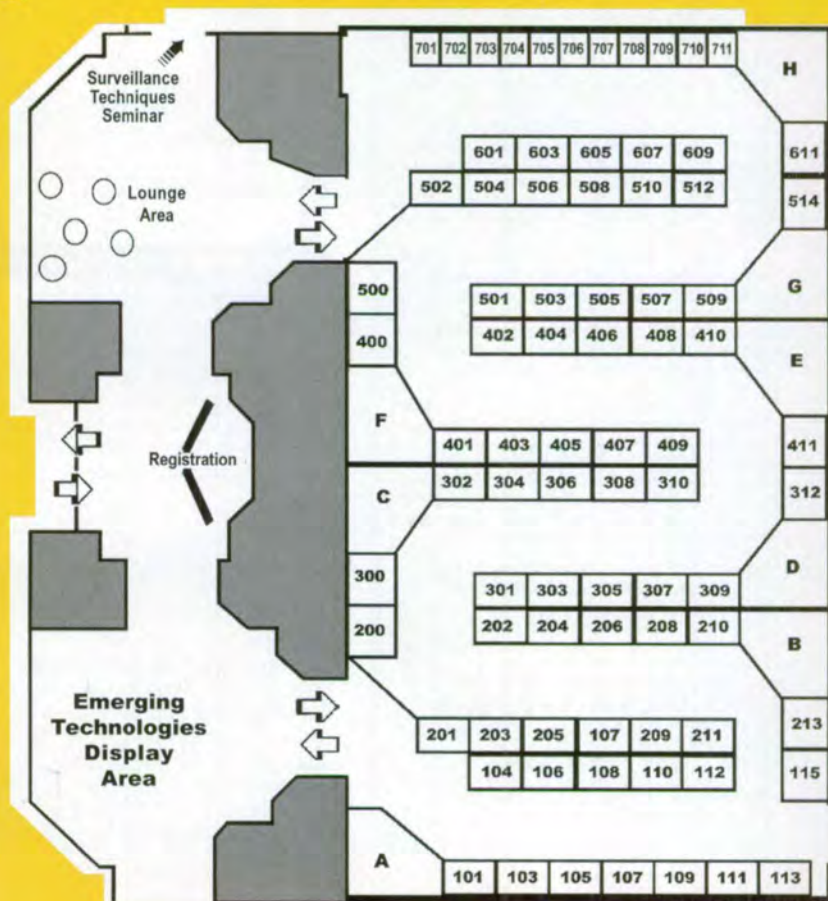 701 702 703 704 705 706 707 708 709 710 711
H
Surveillance
Techniques
Seminar
601 603 605 607 609
611
502 504 506 508 510 512
514
Lounge
Area
500
501 503 505 507 509
G
400
402 404 406 408 410
E
F
401 403 405 407 409
411
Registration
C
302 304 306 308 310
312
300
301 303 305 307 309
D
200
202 204 206 208 210
B
Emerging
Technologies
Display
Area
201 203 205 107 209 211
213
104 106 108 110 112
115
A
101 103 105 107 109 111 113